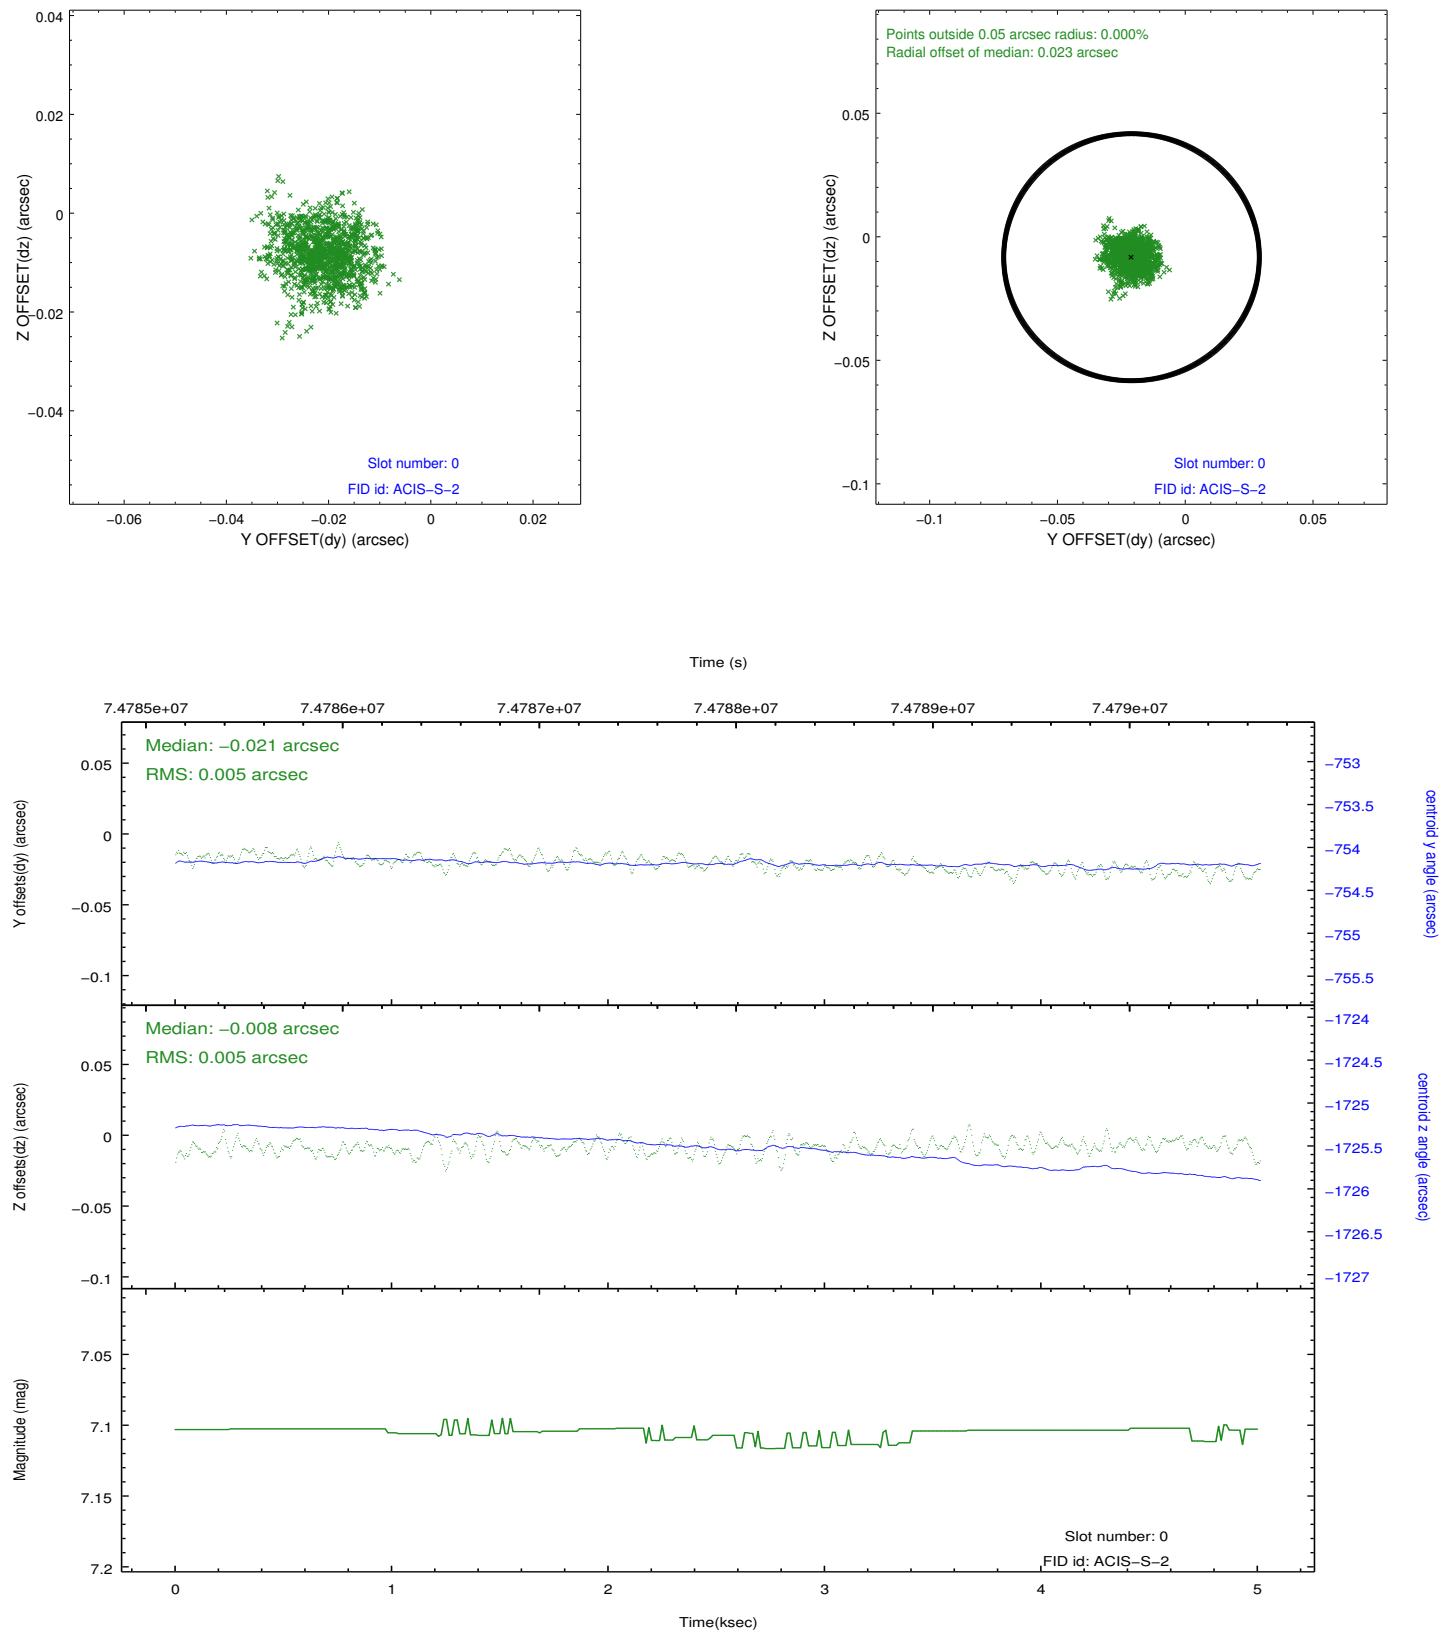 0.04
0.02
0
−0.02
−0.04
Z OFFSET(dz) (arcsec)
Slot number: 0
FID id: ACIS−S−2
−0.06
−0.04
−0.02
0
0.02
Y OFFSET(dy) (arcsec)
Points outside 0.05 arcsec radius: 0.000%
Radial offset of median: 0.023 arcsec
0.05
0
−0.05
−0.1
Z OFFSET(dz) (arcsec)
Slot number: 0
FID id: ACIS−S−2
−0.1
−0.05
0
0.05
Y OFFSET(dy) (arcsec)
Time (s)
7.4785e+07
7.4786e+07
7.4787e+07
7.4788e+07
7.4789e+07
7.479e+07
Median: −0.021 arcsec
RMS: 0.005 arcsec
0.05
0
−0.05
−0.1
Y offsets(dy) (arcsec)
−753
−753.5
−754
−754.5
−755
−755.5
centroid y angle (arcsec)
Median: −0.008 arcsec
RMS: 0.005 arcsec
0.05
0
−0.05
−0.1
Z offsets(dz) (arcsec)
−1724
−1724.5
−1725
−1725.5
−1726
−1726.5
−1727
centroid z angle (arcsec)
7.05
7.1
7.15
7.2
Magnitude (mag)
Slot number: 0
FID id: ACIS−S−2
0
1
2
3
4
5
Time(ksec)